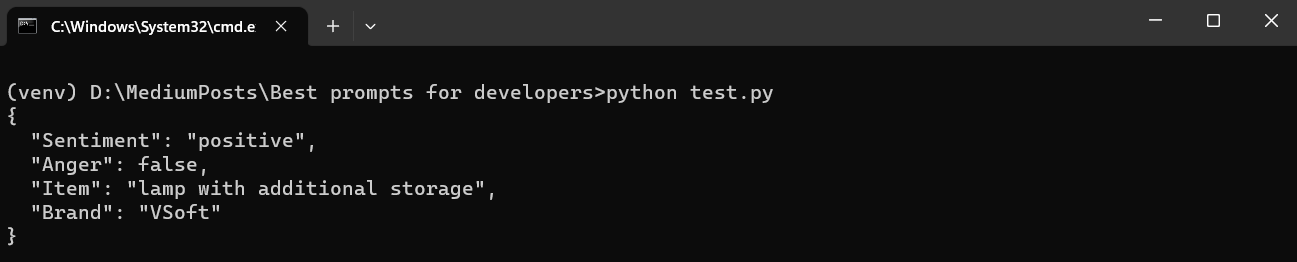 C:\Windows\System32\cmd.e
(venv) D:\MediumPosts\Best prompts for developers>python test.py
{
  "Sentiment": "positive",
  "Anger": false,
  "Item": "lamp with additional storage",
  "Brand": "VSoft"
}